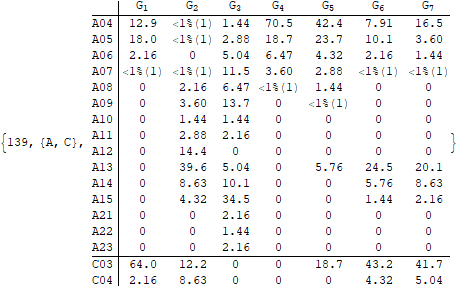 G1 G2 G3 G4 G5 G6 G7
A04 12.9 <1%(1) 1.44 70.5 42.4 7.91 16.5
A05 18.0 <1%(1) 2.88 18.7 23.7 10.1 3.60
A06 2.16 0 5.04 6.47 4.32 2.16 1.44
A07 <1%(1) <1%(1) 11.5 3.60 2.88 <1%(1) <1%(1)
A08 0 2.16 6.47 <1%(1) 1.44 0 0
A09 0 3.60 13.7 0 <1%(1) 0 0
A10 0 1.44 1.44 0 0 0 0
A11 0 2.88 2.16 0 0 0 0
{139, {A, C}, A12 0 14.4 0 0 0 0 0 }
A13 0 39.6 5.04 0 5.76 24.5 20.1
A14 0 8.63 10.1 0 0 5.76 8.63
A15 0 4.32 34.5 0 0 1.44 2.16
A21 0 0 2.16 0 0 0 0
A22 0 0 1.44 0 0 0 0
A23 0 0 2.16 0 0 0 0
C03 64.0 12.2 0 0 18.7 43.2 41.7
C04 2.16 8.63 0 0 0 4.32 5.04